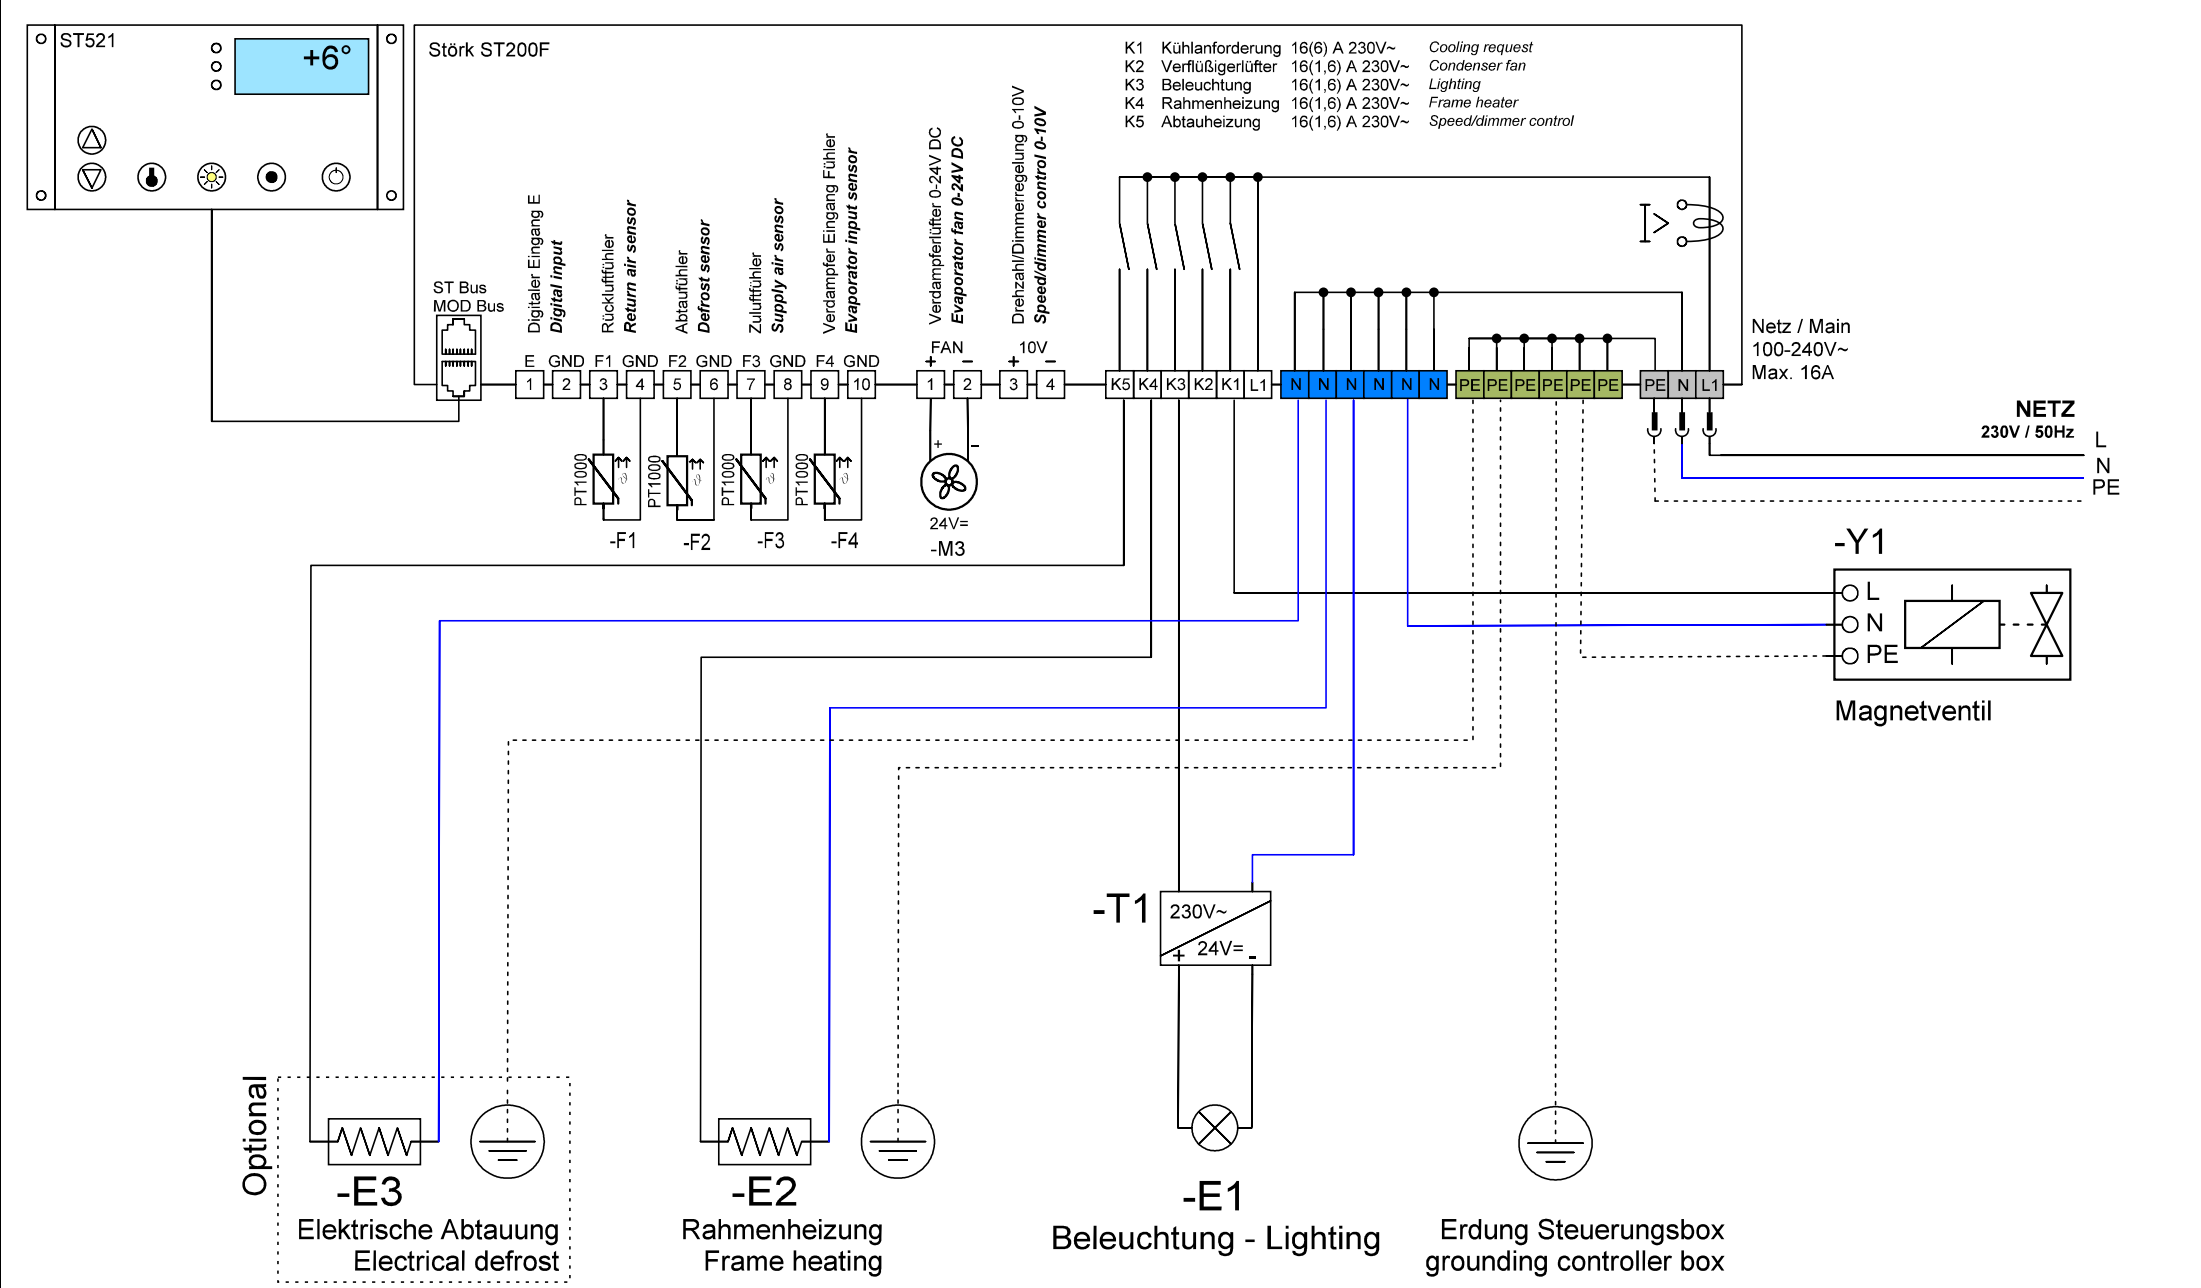 ST521
+6°
Störk ST200F
K1 Kühlanforderung 16(6) A 230V~ Cooling request
K2 Verflüßigerlüfter 16(1,6) A 230V~ Condenser fan
K3 Beleuchtung 16(1,6) A 230V~ Lighting
K4 Rahmenheizung 16(1,6) A 230V~ Frame heater
K5 Abtauheizung 16(1,6) A 230V~ Speed/dimmer control
ST Bus
MOD Bus
Digitaler Eingang E
Digital input
Rückluftfühler
Return air sensor
Abtaufühler
Defrost sensor
Zuluftfühler
Supply air sensor
Verdampfer Eingang Fühler
Evaporator input sensor
Verdampferlüfter 0-24V DC
Evaporator fan 0-24V DC
Drehzahl/Dimmerregelung 0-10V
Speed/dimmer control 0-10V
E GND F1 GND F2 GND F3 GND F4 GND
FAN
+ −
10V
+ −
1 2 3 4 5 6 7 8 9 10 1 2 3 4 K5 K4 K3 K2 K1 L1 N N N N N N PE PE PE PE PE PE PE N L1
Netz / Main
100-240V~
Max. 16A
NETZ
230V / 50Hz
L
N
PE
PT1000 ϑ
PT1000 ϑ
PT1000 ϑ
PT1000 ϑ
+ −
24V=
-F1 -F2 -F3 -F4 -M3
-Y1
L
N
PE
Magnetventil
-T1
230V~
24V=
+ -
Optional
-E3
Elektrische Abtauung
Electrical defrost
-E2
Rahmenheizung
Frame heating
-E1
Beleuchtung - Lighting
Erdung Steuerungsbox
grounding controller box